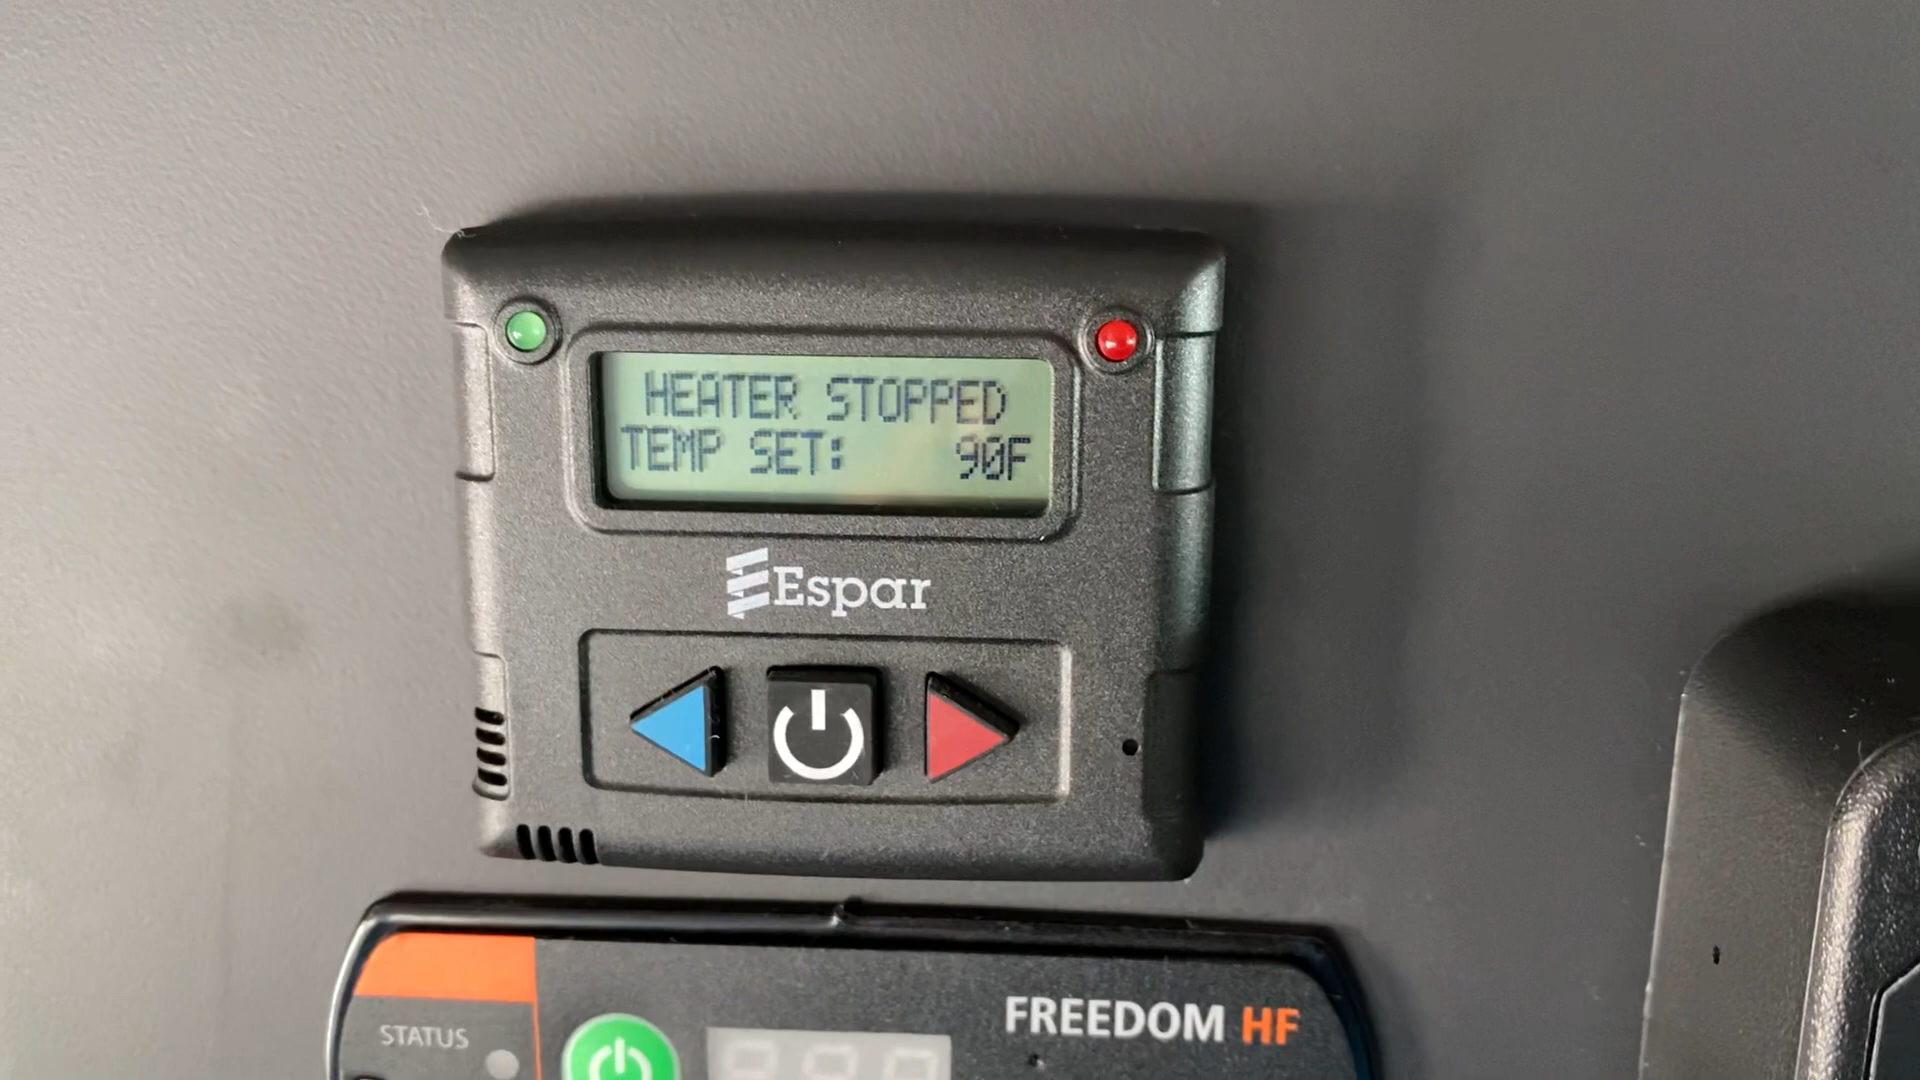 HEATER STOPPED
TEMP SET: 90F
Espar
FREEDOM HF
STATUS